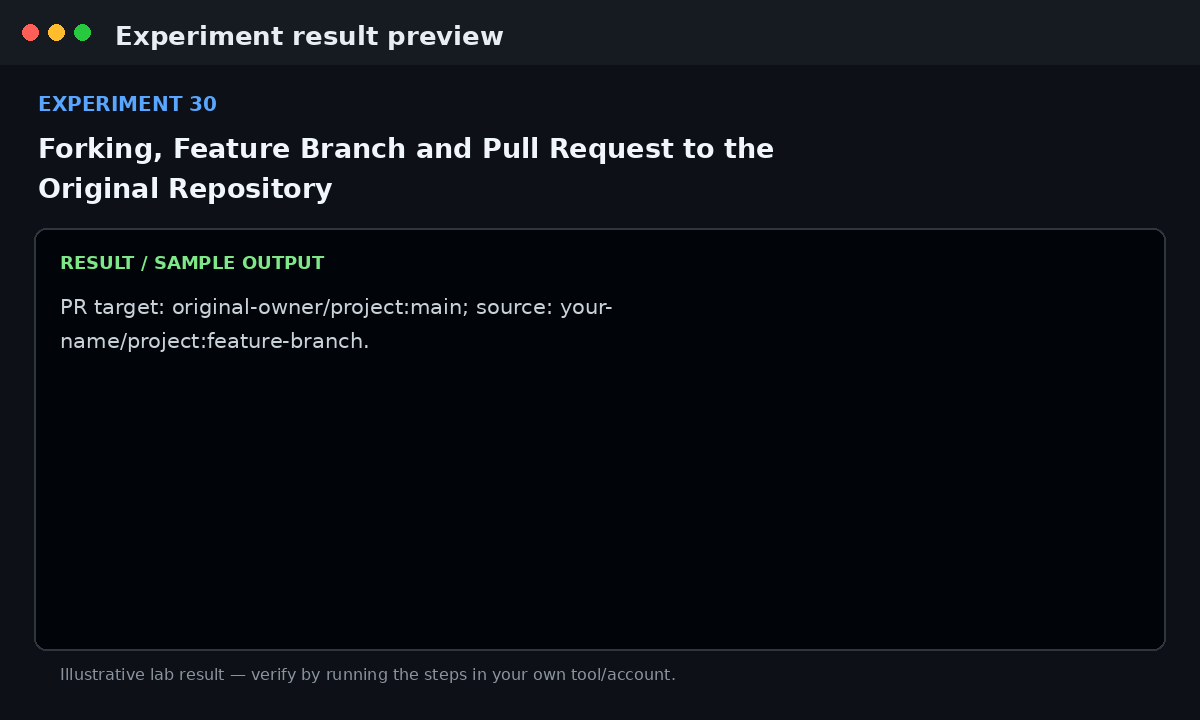 Experiment result preview
EXPERIMENT 30
Forking, Feature Branch and Pull Request to the
Original Repository
RESULT / SAMPLE OUTPUT
PR target: original-owner/project:main; source: your-
name/project:feature-branch.
Illustrative lab result — verify by running the steps in your own tool/account.